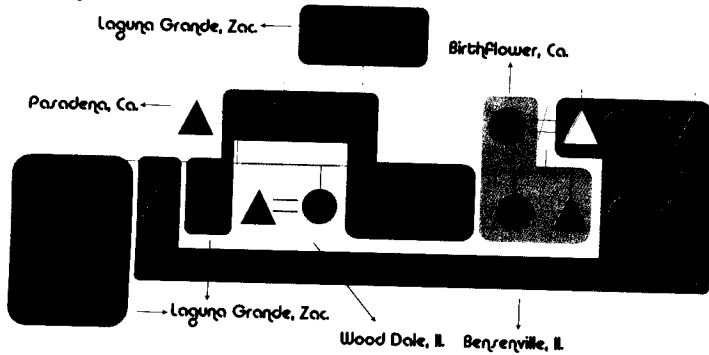 Laguna Grande, Zac.
Birthflower, Ca.
Pasadena, Ca.
Laguna Grande, Zac.
Wood Dale, Il.
Bensenville, Il.